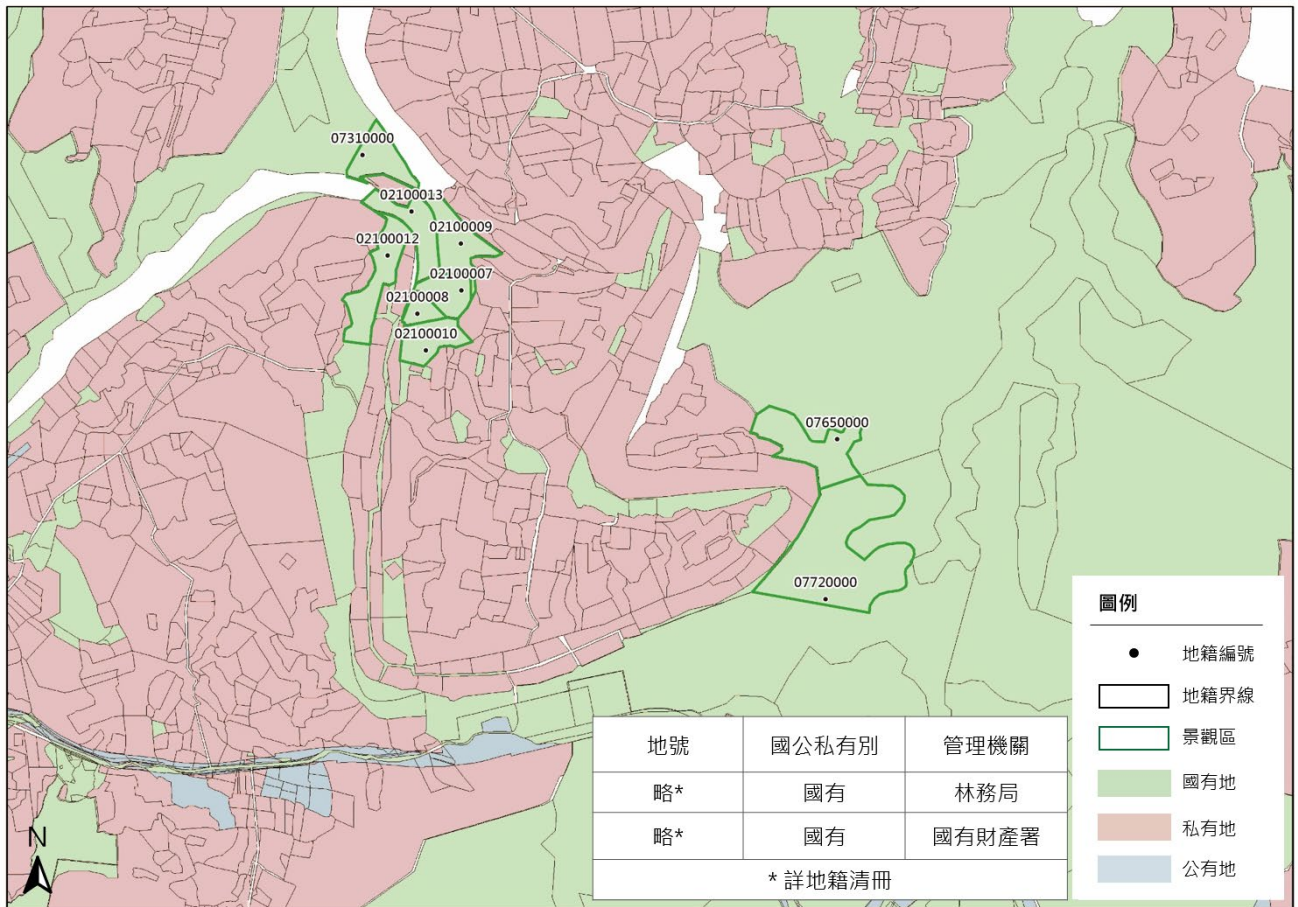 07310000
02100013
02100009
02100012
02100007
02100008
02100010
07650000
07720000
圖例
地籍編號
地籍界線
景觀區
國有地
私有地
公有地
地號 國公私有別 管理機關
略* 國有 林務局
略* 國有 國有財產署
* 詳地籍清冊
N